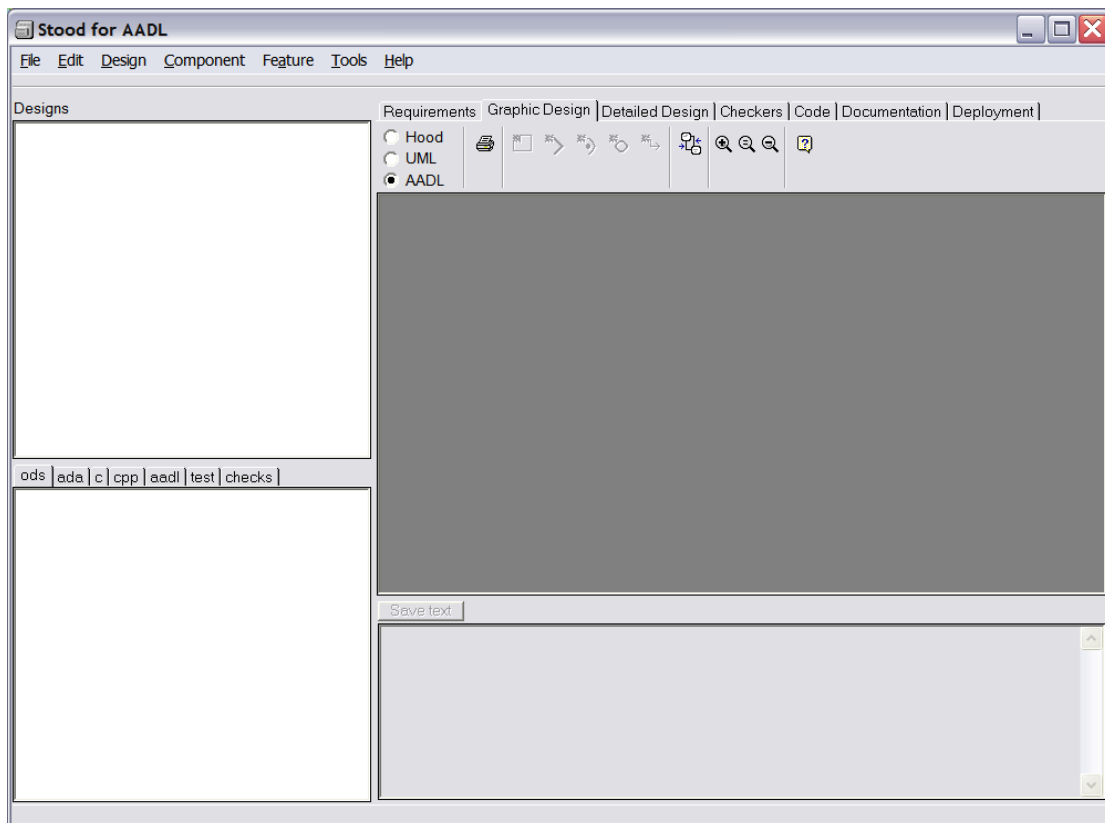 Stood for AADL
File Edit Design Component Feature Tools Help
Designs
Requirements Graphic Design Detailed Design Checkers Code Documentation Deployment
Hood
UML
AADL
ods ada c cpp aadl test checks
Save text